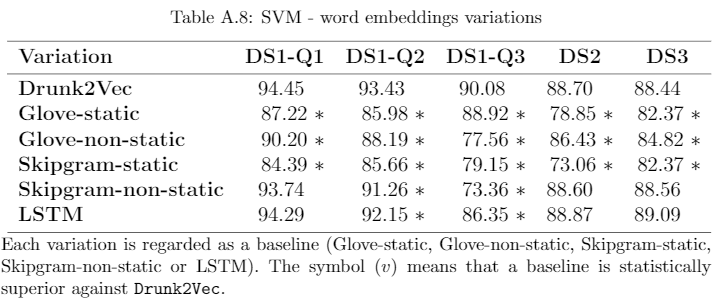 Table A.8: SVM - word embeddings variations
Variation DS1-Q1 DS1-Q2 DS1-Q3 DS2 DS3
Drunk2Vec 94.45 93.43 90.08 88.70 88.44
Glove-static 87.22 * 85.98 * 88.92 * 78.85 * 82.37 *
Glove-non-static 90.20 * 88.19 * 77.56 * 86.43 * 84.82 *
Skipgram-static 84.39 * 85.66 * 79.15 * 73.06 * 82.37 *
Skipgram-non-static 93.74 91.26 * 73.36 * 88.60 88.56
LSTM 94.29 92.15 * 86.35 * 88.87 89.09
Each variation is regarded as a baseline (Glove-static, Glove-non-static, Skipgram-static,
Skipgram-non-static or LSTM). The symbol (v) means that a baseline is statistically
superior against Drunk2Vec.